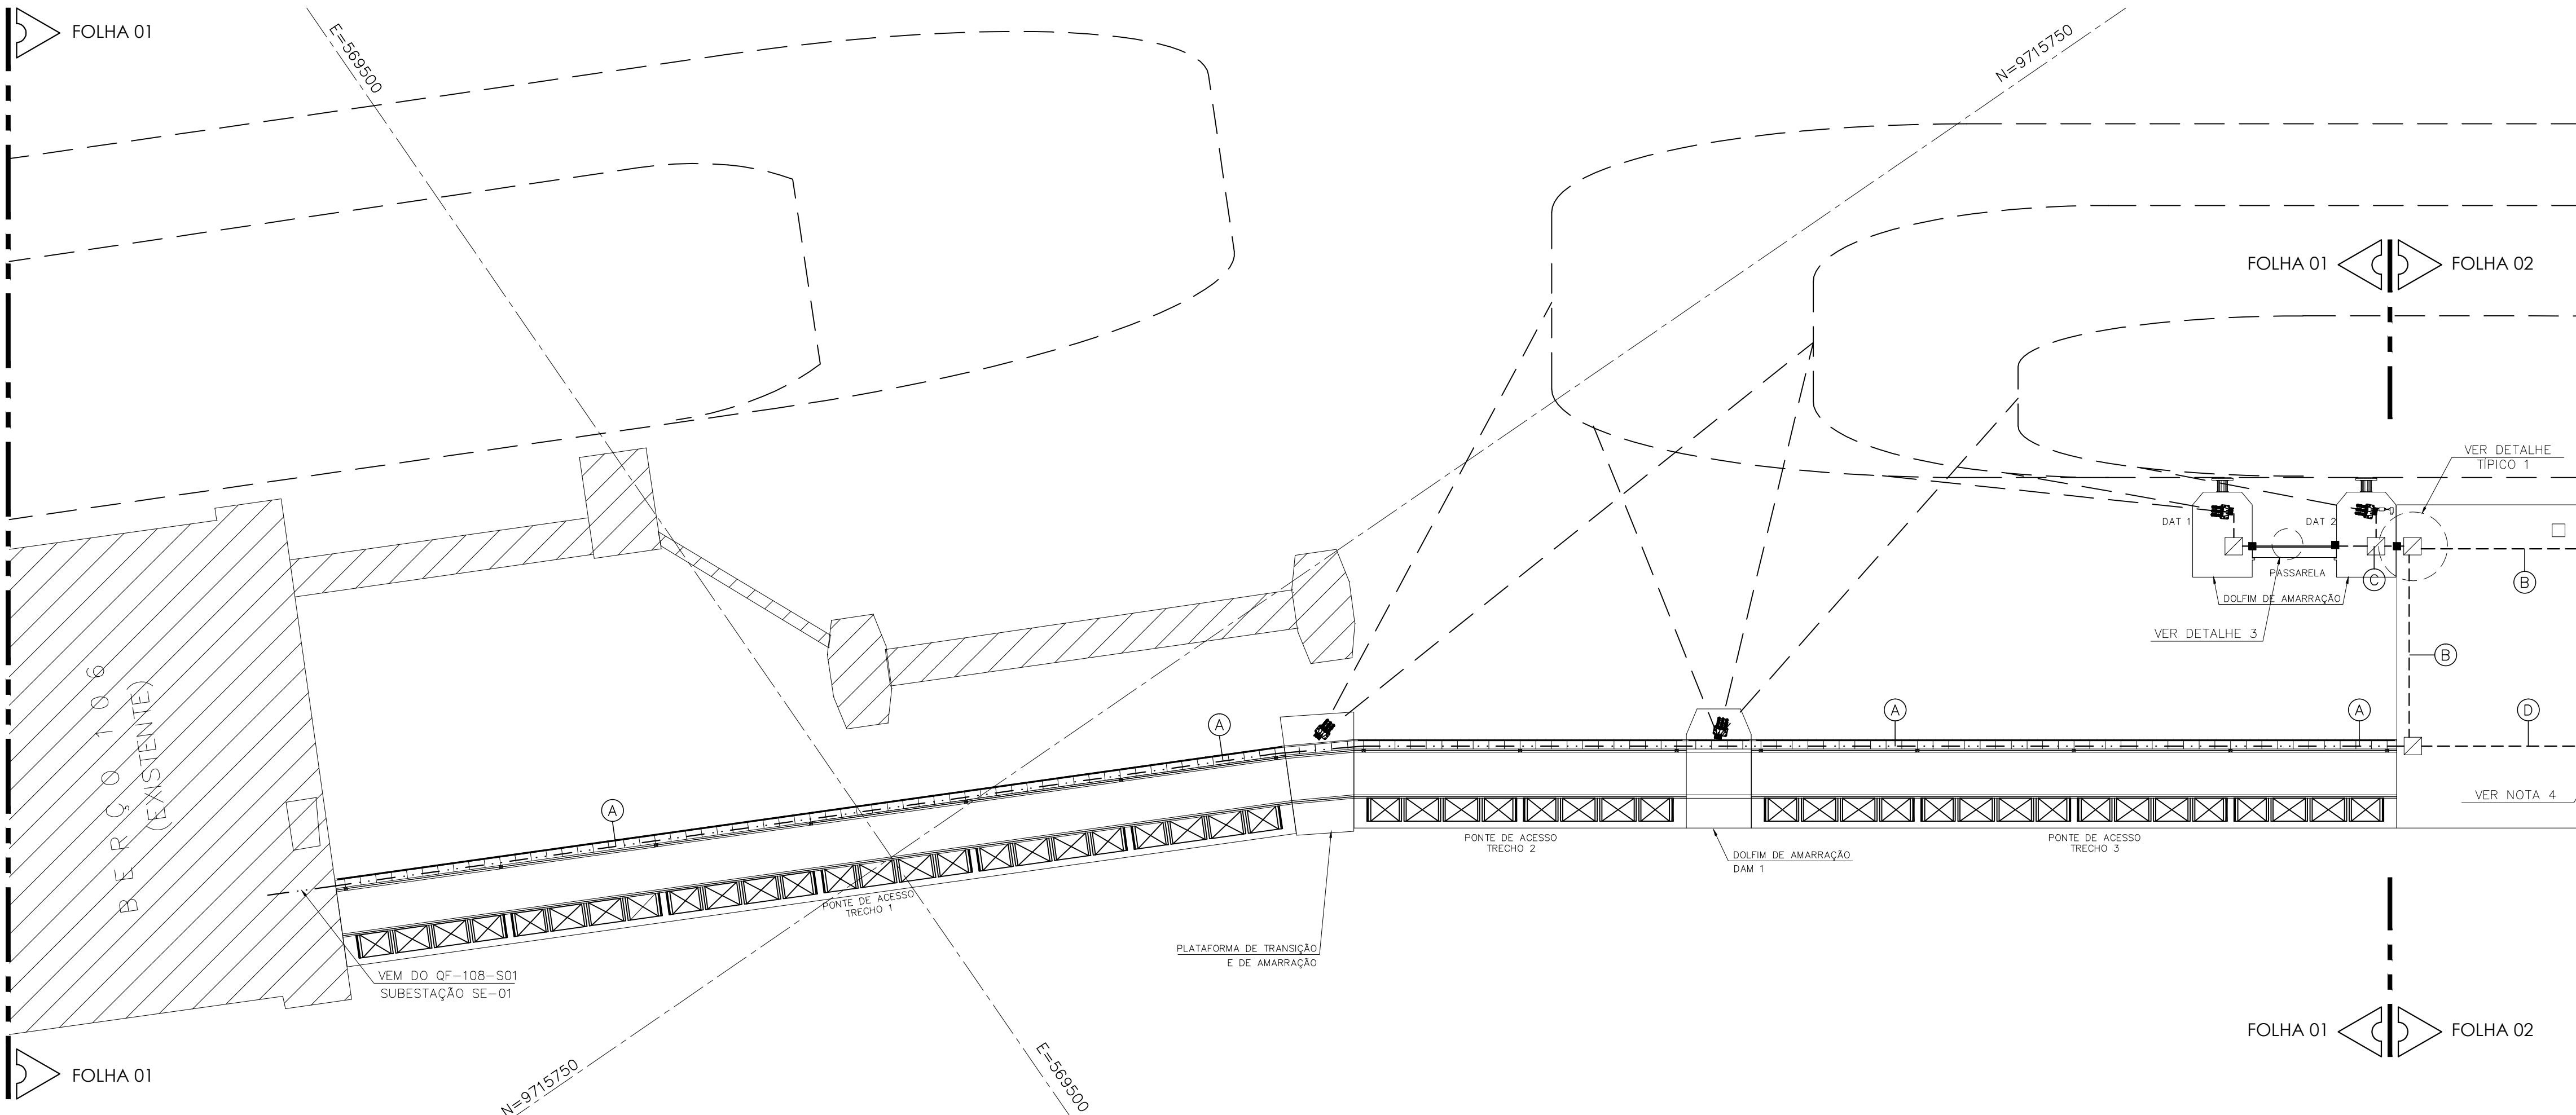 FOLHA 01
E=569500
N=9715750
FOLHA 01
FOLHA 02
VER DETALHE
TÍPICO 1
DAT 1
DAT 2
PASSARELA
C
B
DOLFIM DE AMARRAÇÃO
VER DETALHE 3
B
BERÇO 106
(EXISTENTE)
A
A
A
A
D
VER NOTA 4
PONTE DE ACESSO
TRECHO 1
PONTE DE ACESSO
TRECHO 2
PONTE DE ACESSO
TRECHO 3
DOLFIM DE AMARRAÇÃO
DAM 1
PLATAFORMA DE TRANSIÇÃO
E DE AMARRAÇÃO
VEM DO QF-108-S01
SUBESTAÇÃO SE-01
FOLHA 01
FOLHA 02
FOLHA 01
N=9715750
E=569500